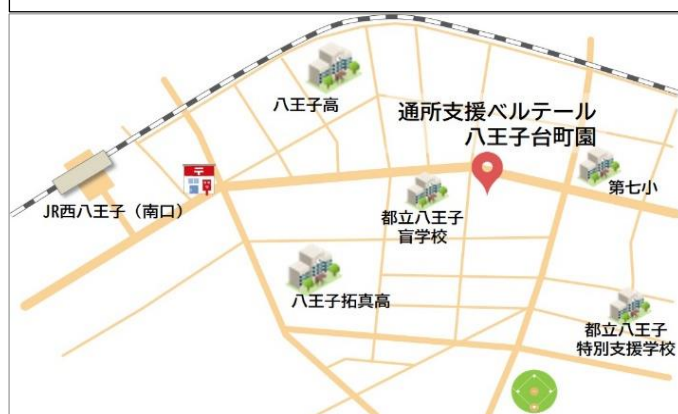 八王子高
通所支援ベルテール
八王子台町園
〒
第七小
JR西八王子（南口）
都立八王子
盲学校
八王子拓真高
都立八王子
特別支援学校